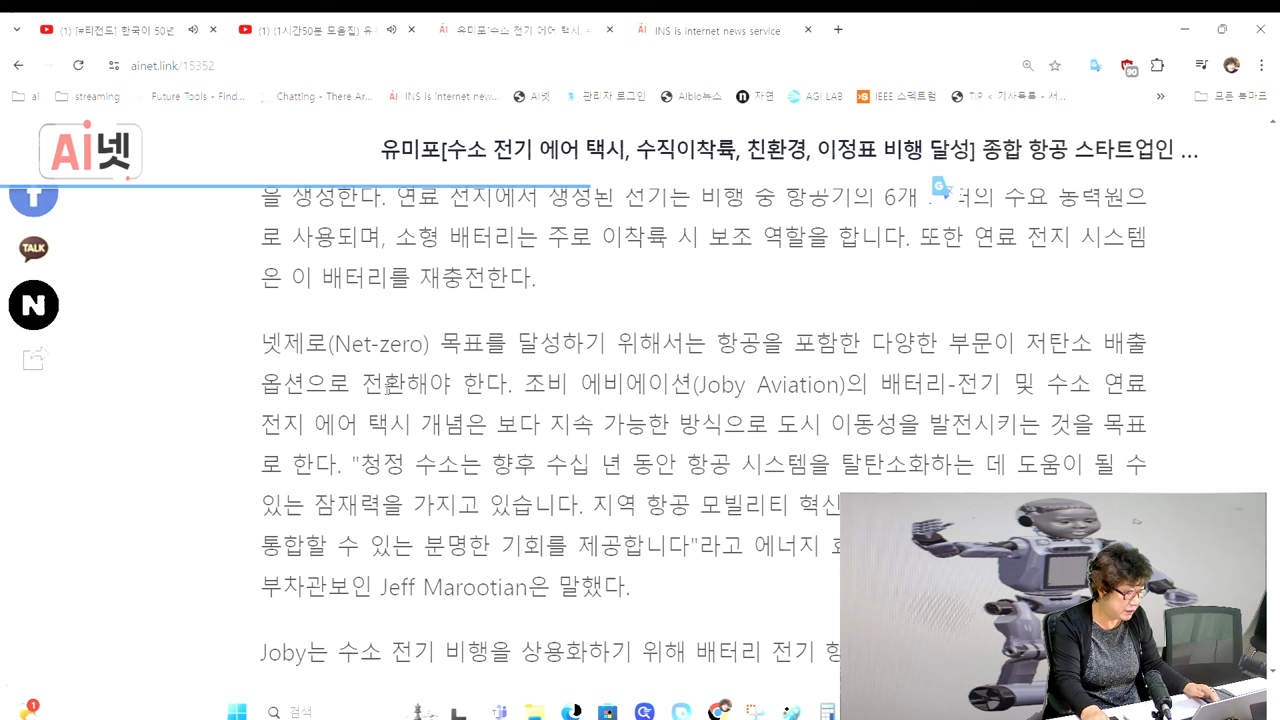 (1) [#티전드] 한국이 50년
(1) (1시간50분 모음집) 유
유미포[수소 전기 에어 택시,
INS is Internet news service
ainet.link/15352
ai
streaming
Future Tools - Find...
Chatting - There Ar...
INS is Internet new...
AI넷
관리자 로그인
AIbio뉴스
자연
AGI LAB
IEEE 스펙트럼
TIP < 기사목록 - 서...
모든 북마크
Ai넷
유미포[수소 전기 에어 택시, 수직이착륙, 친환경, 이정표 비행 달성] 종합 항공 스타트업인 ...
을 생성한다. 연료 전지에서 생성된 전기는 비행 중 항공기의 6개 의 주요 동력원으
로 사용되며, 소형 배터리는 주로 이착륙 시 보조 역할을 합니다. 또한 연료 전지 시스템
은 이 배터리를 재충전한다.
TALK
N
넷제로(Net-zero) 목표를 달성하기 위해서는 항공을 포함한 다양한 부문이 저탄소 배출
옵션으로 전환해야 한다. 조비 에비에이션(Joby Aviation)의 배터리-전기 및 수소 연료
전지 에어 택시 개념은 보다 지속 가능한 방식으로 도시 이동성을 발전시키는 것을 목표
로 한다. "청정 수소는 향후 수십 년 동안 항공 시스템을 탈탄소화하는 데 도움이 될 수
있는 잠재력을 가지고 있습니다. 지역 항공 모빌리티 혁신
통합할 수 있는 분명한 기회를 제공합니다"라고 에너지
부차관보인 Jeff Marootian은 말했다.
Joby는 수소 전기 비행을 상용화하기 위해 배터리 전기
1
검색